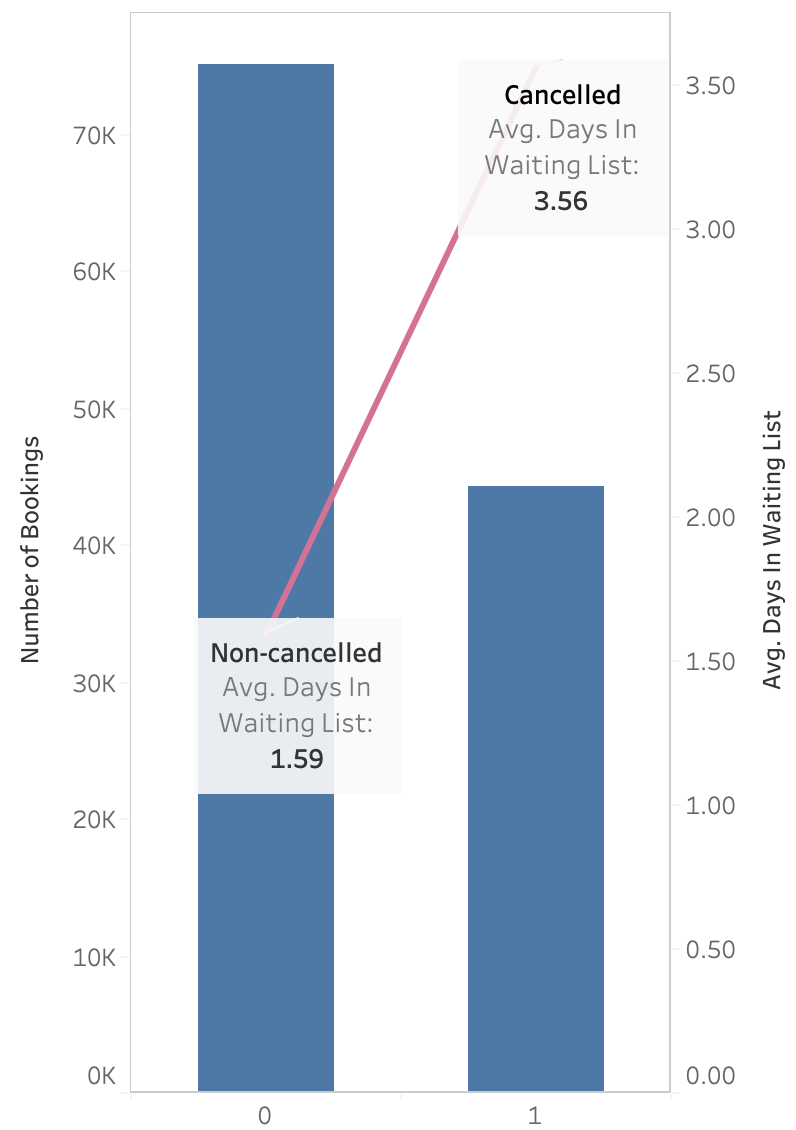 Number of Bookings
70K
60K
50K
40K
30K
20K
10K
0K
Cancelled
Avg. Days In
Waiting List:
3.56
Non-cancelled
Avg. Days In
Waiting List:
1.59
3.50
3.00
2.50
2.00
1.50
1.00
0.50
0.00
Avg. Days In Waiting List
0
1